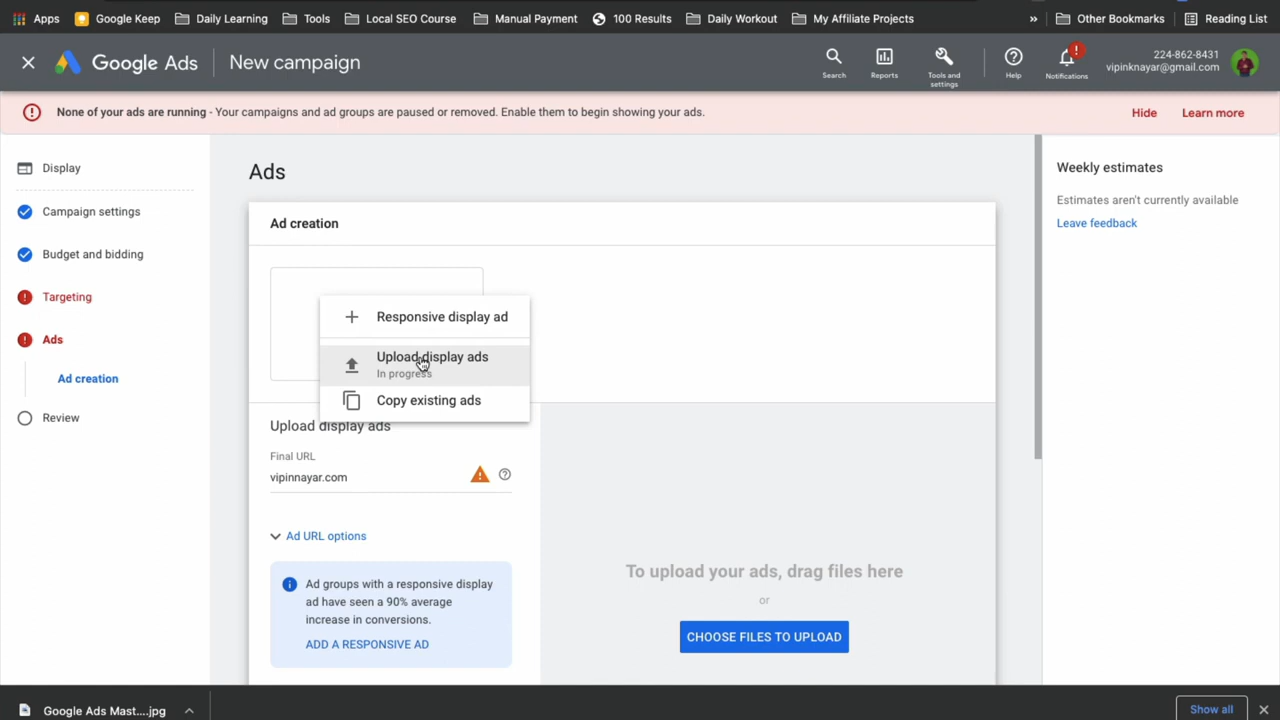 Apps
Google Keep
Daily Learning
Tools
Local SEO Course
Manual Payment
100 Results
Daily Workout
My Affiliate Projects
»
Other Bookmarks
Reading List
Google Ads
New campaign
Search
Reports
Tools and
settings
Help
Notifications
224-862-8431
vipinknayar@gmail.com
None of your ads are running - Your campaigns and ad groups are paused or removed. Enable them to begin showing your ads.
Hide
Learn more
Display
Campaign settings
Budget and bidding
Targeting
Ads
Ad creation
Review
Ads
Ad creation
Responsive display ad
Upload display ads
In progress
Copy existing ads
Upload display ads
Final URL
vipinnayar.com
Ad URL options
Ad groups with a responsive display
ad have seen a 90% average
increase in conversions.
ADD A RESPONSIVE AD
To upload your ads, drag files here
or
CHOOSE FILES TO UPLOAD
Weekly estimates
Estimates aren't currently available
Leave feedback
Google Ads Mast....jpg
Show all